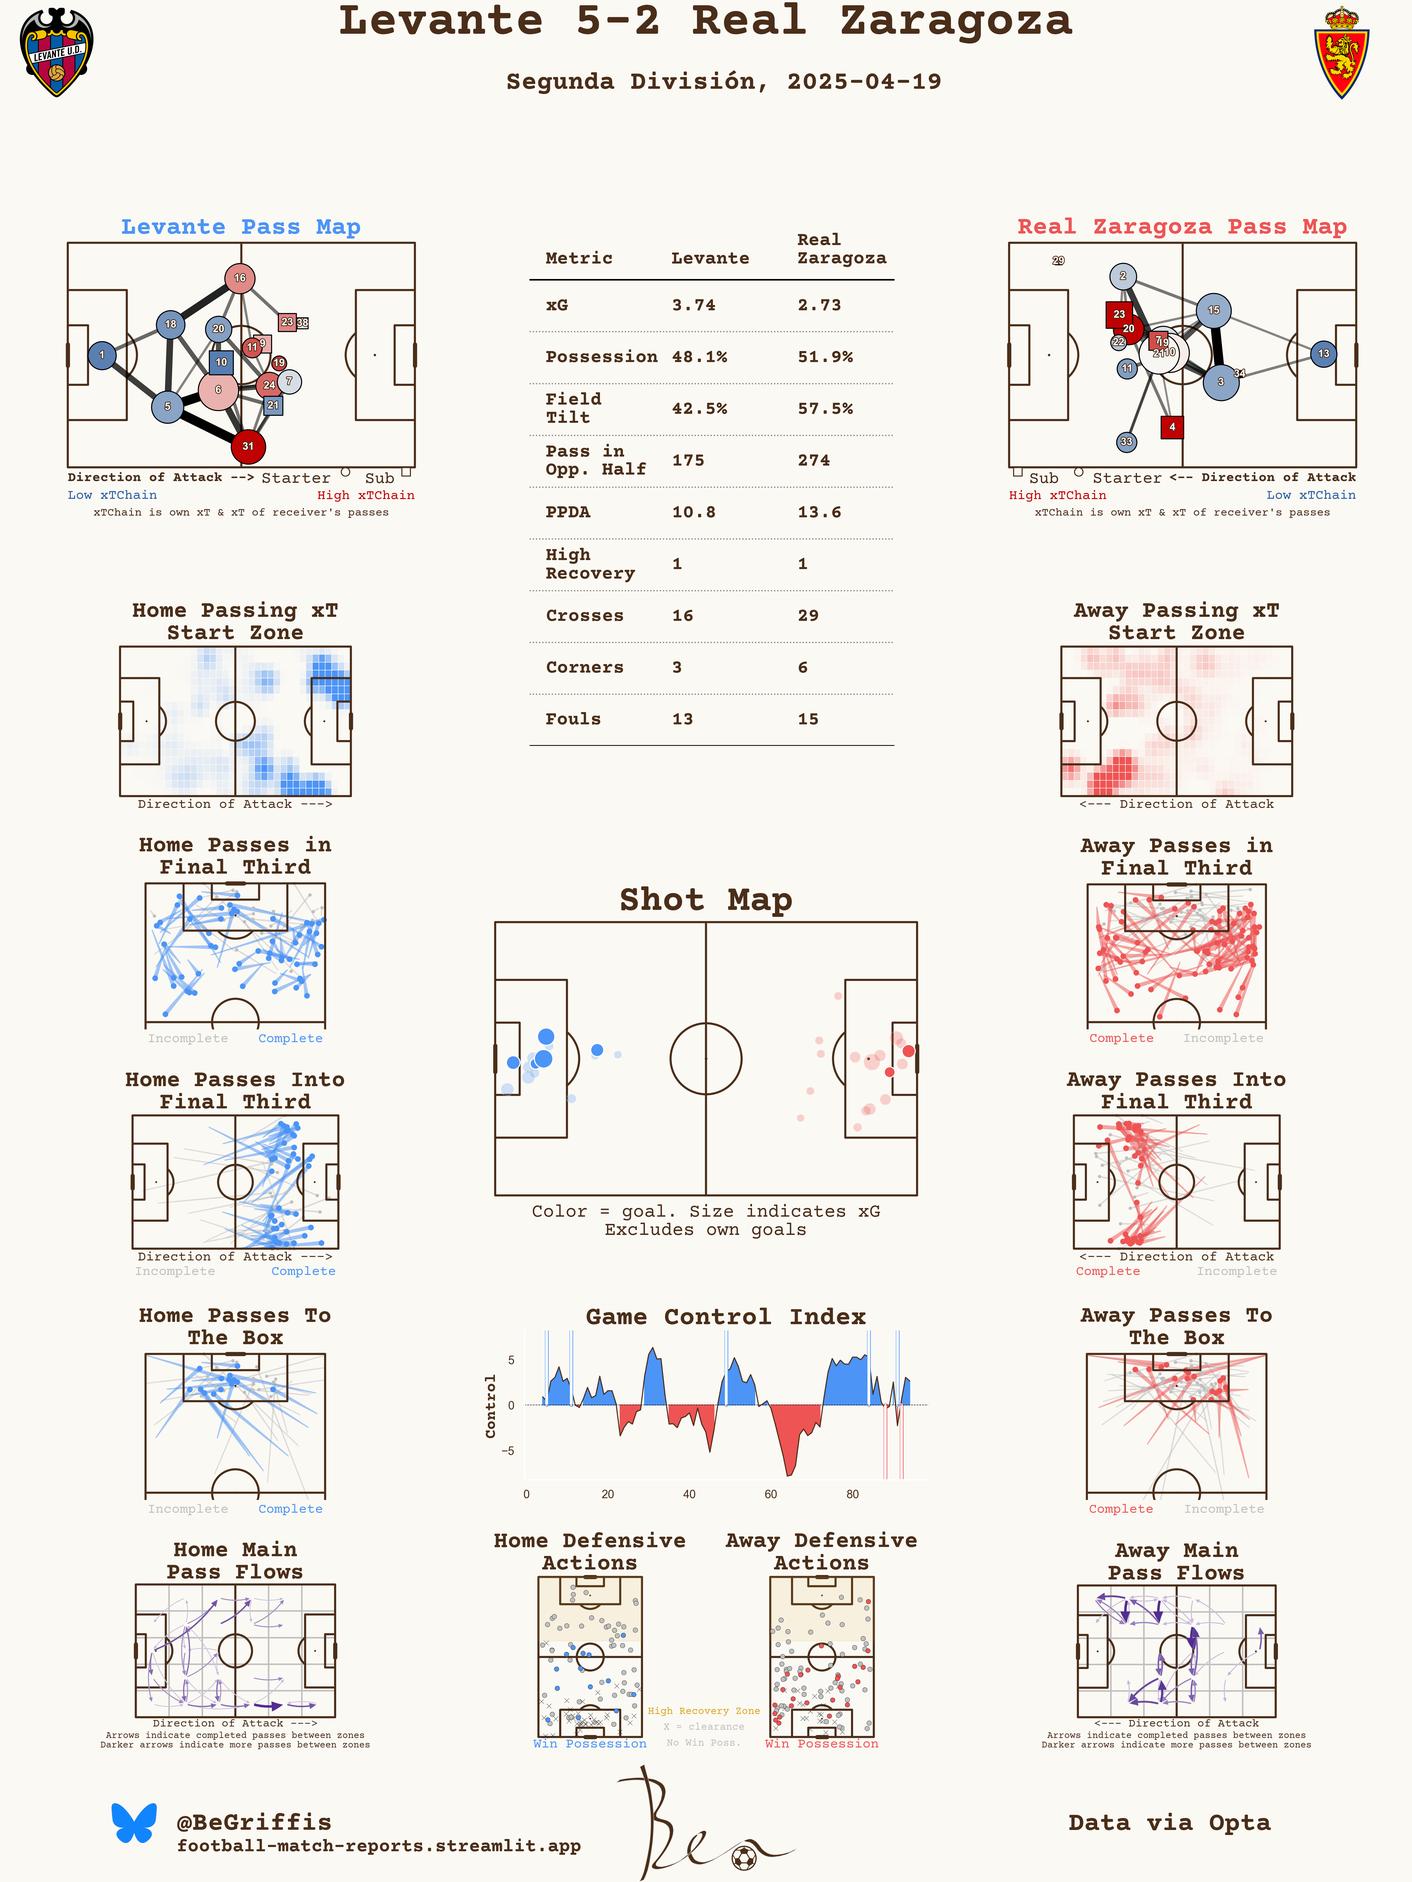 Levante 5-2 Real Zaragoza
Segunda División, 2025-04-19
LEVANTE U.D.
Levante Pass Map
16
18
20
23
38
9
11
1
10
19
7
6
24
5
21
31
Direction of Attack --> Starter Sub
Low xTChain High xTChain
xTChain is own xT & xT of receiver's passes
Metric Levante Real Zaragoza
xG 3.74 2.73
Possession 48.1% 51.9%
Field Tilt 42.5% 57.5%
Pass in Opp. Half 175 274
PPDA 10.8 13.6
High Recovery 1 1
Crosses 16 29
Corners 3 6
Fouls 13 15
Real Zaragoza Pass Map
29
2
23
15
20
22
7
19
21
10
13
11
34
3
4
33
Sub Starter <-- Direction of Attack
High xTChain Low xTChain
xTChain is own xT & xT of receiver's passes
Home Passing xT
Start Zone
Direction of Attack --->
Away Passing xT
Start Zone
<--- Direction of Attack
Home Passes in
Final Third
Incomplete Complete
Away Passes in
Final Third
Complete Incomplete
Shot Map
Color = goal. Size indicates xG
Excludes own goals
Home Passes Into
Final Third
Direction of Attack --->
Incomplete Complete
Away Passes Into
Final Third
<--- Direction of Attack
Complete Incomplete
Home Passes To
The Box
Incomplete Complete
Game Control Index
Control
5
0
−5
0 20 40 60 80
Away Passes To
The Box
Complete Incomplete
Home Main
Pass Flows
Direction of Attack --->
Arrows indicate completed passes between zones
Darker arrows indicate more passes between zones
Home Defensive
Actions
Win Possession
High Recovery Zone
X = clearance
No Win Poss.
Away Defensive
Actions
Win Possession
Away Main
Pass Flows
<--- Direction of Attack
Arrows indicate completed passes between zones
Darker arrows indicate more passes between zones
@BeGriffis
football-match-reports.streamlit.app
Ben
Data via Opta